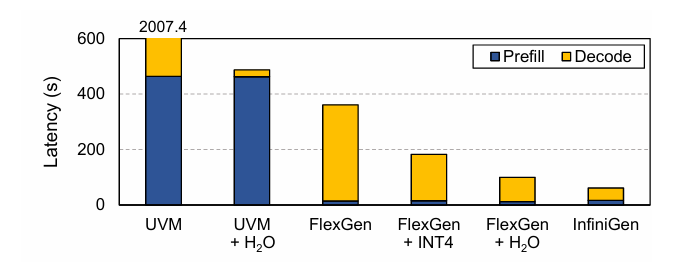 2007.4
600
400
200
0
Latency (s)
Prefill Decode
UVM
UVM
+ H₂O
FlexGen
FlexGen
+ INT4
FlexGen
+ H₂O
InfiniGen